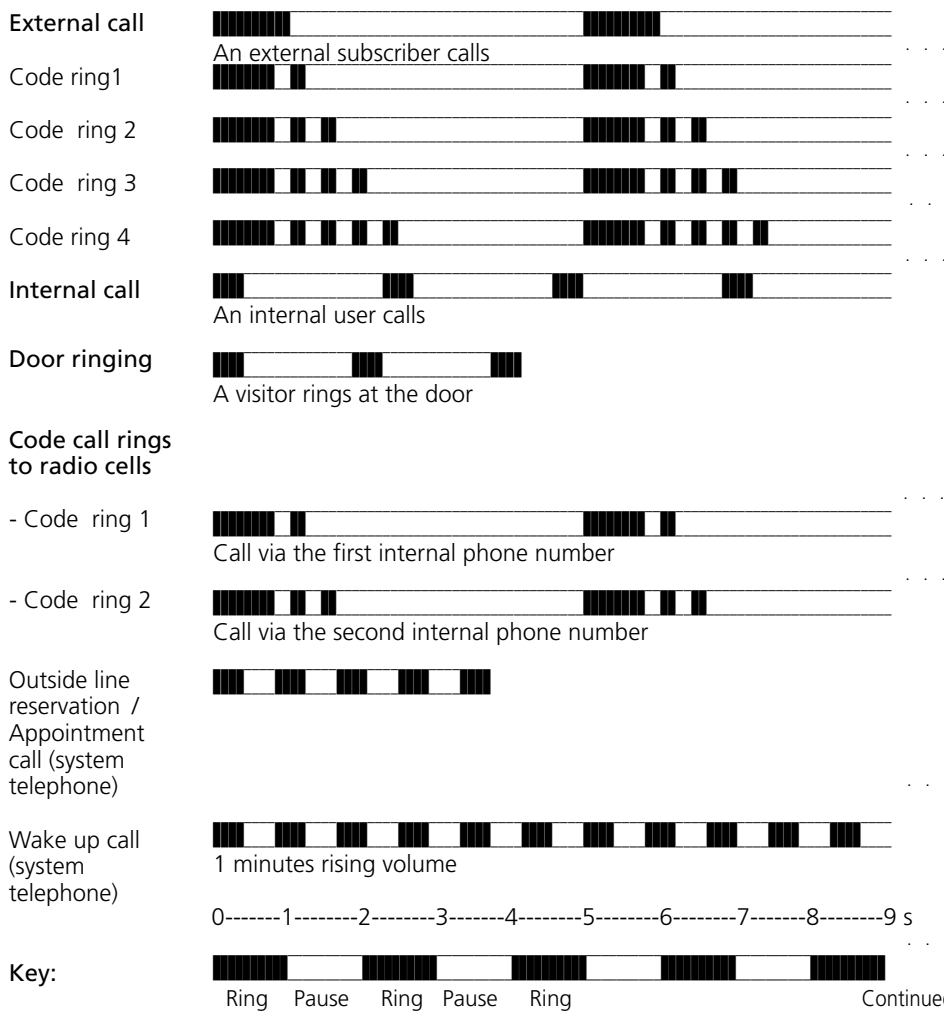 External call
An external subscriber calls
. . .
Code ring1
. . .
Code ring 2
. . .
Code ring 3
. .
Code ring 4
. . .
Internal call
An internal user calls
Door ringing
A visitor rings at the door
Code call rings
to radio cells
. . .
- Code ring 1
Call via the first internal phone number
. . .
- Code ring 2
Call via the second internal phone number
Outside line
reservation /
Appointment
call (system
telephone)
. .
Wake up call
(system
telephone)
1 minutes rising volume
0-------1--------2--------3-------4-------5-------6-------7-------8--------9 s
. .
Key:
Ring Pause Ring Pause Ring Continued